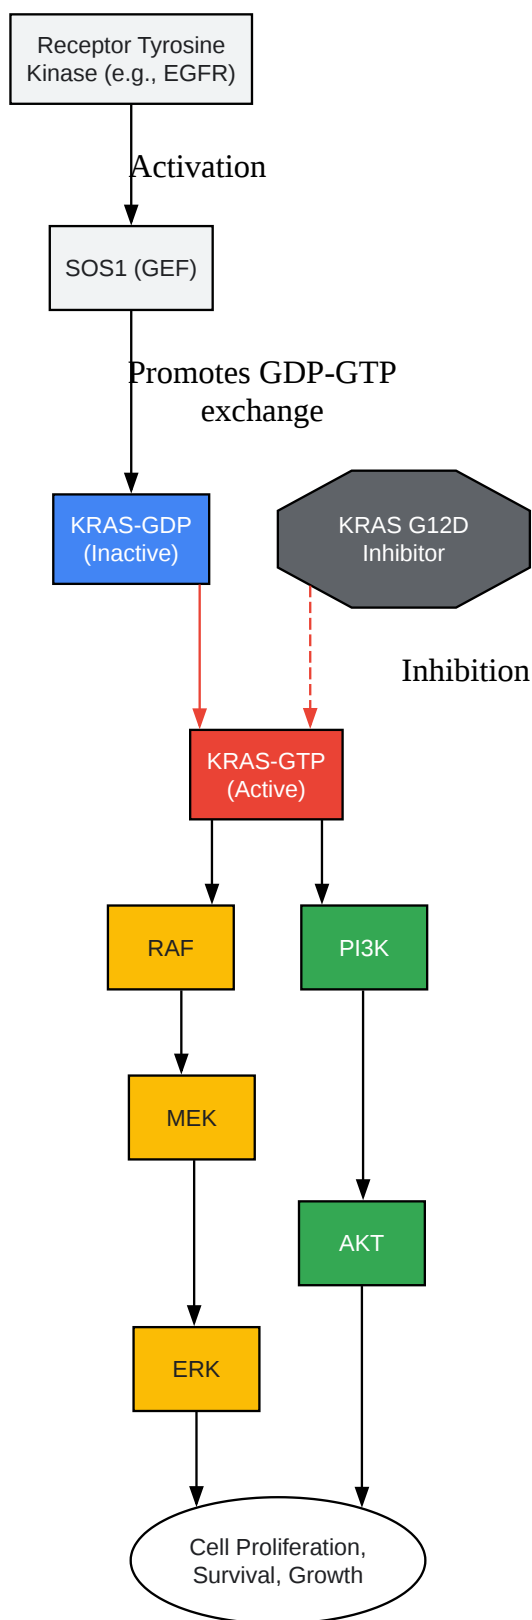 Receptor Tyrosine
Kinase (e.g., EGFR)
Activation
SOS1 (GEF)
Promotes GDP-GTP
exchange
KRAS-GDP
(Inactive)
KRAS G12D
Inhibitor
Inhibition
KRAS-GTP
(Active)
RAF
PI3K
MEK
AKT
ERK
Cell Proliferation,
Survival, Growth